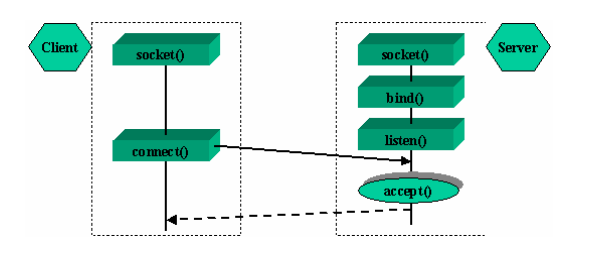 Client
socket()
connect()
socket()
bind()
listen()
accept()
Server